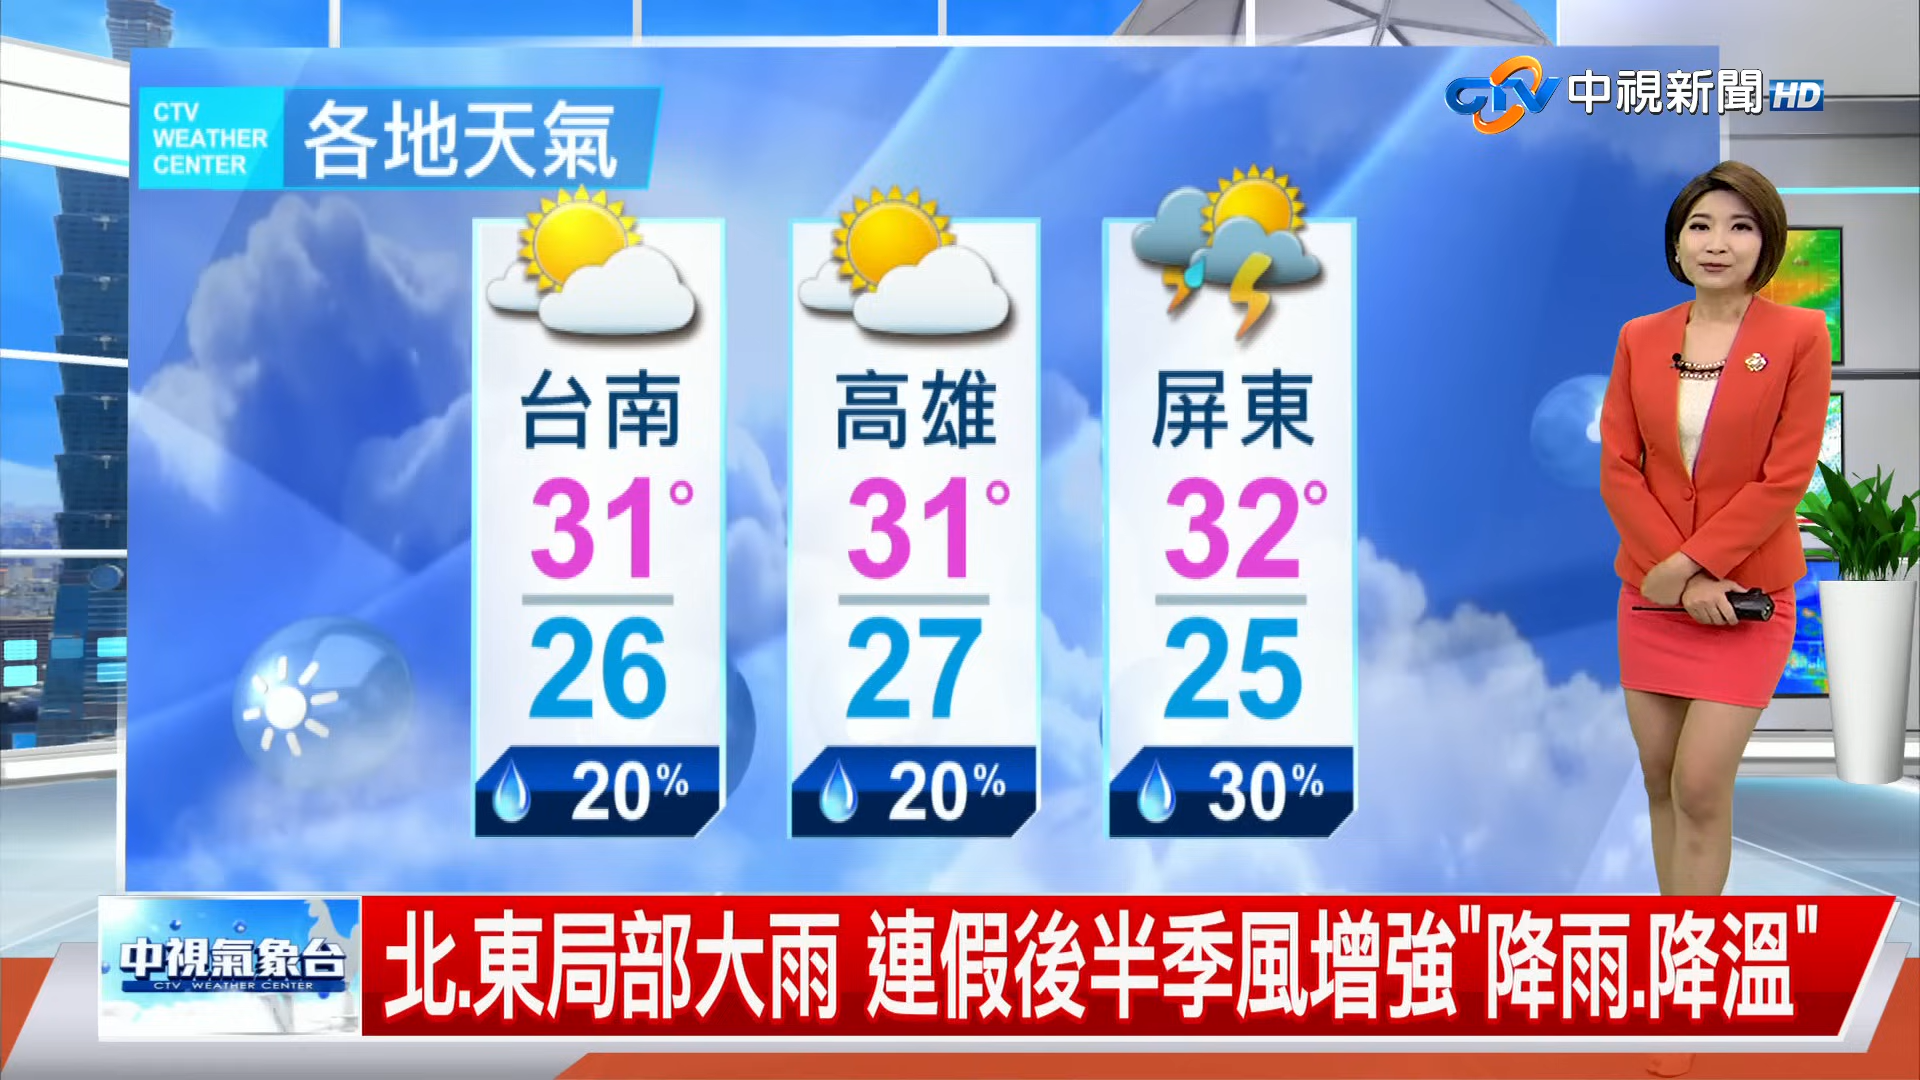 CTV
WEATHER
CENTER
各地天氣
CTV 中視新聞 HD
台南
31°
26
20%
高雄
31°
27
20%
屏東
32°
25
30%
中視氣象台
CTV WEATHER CENTER
北.東局部大雨 連假後半季風增強"降雨.降溫"